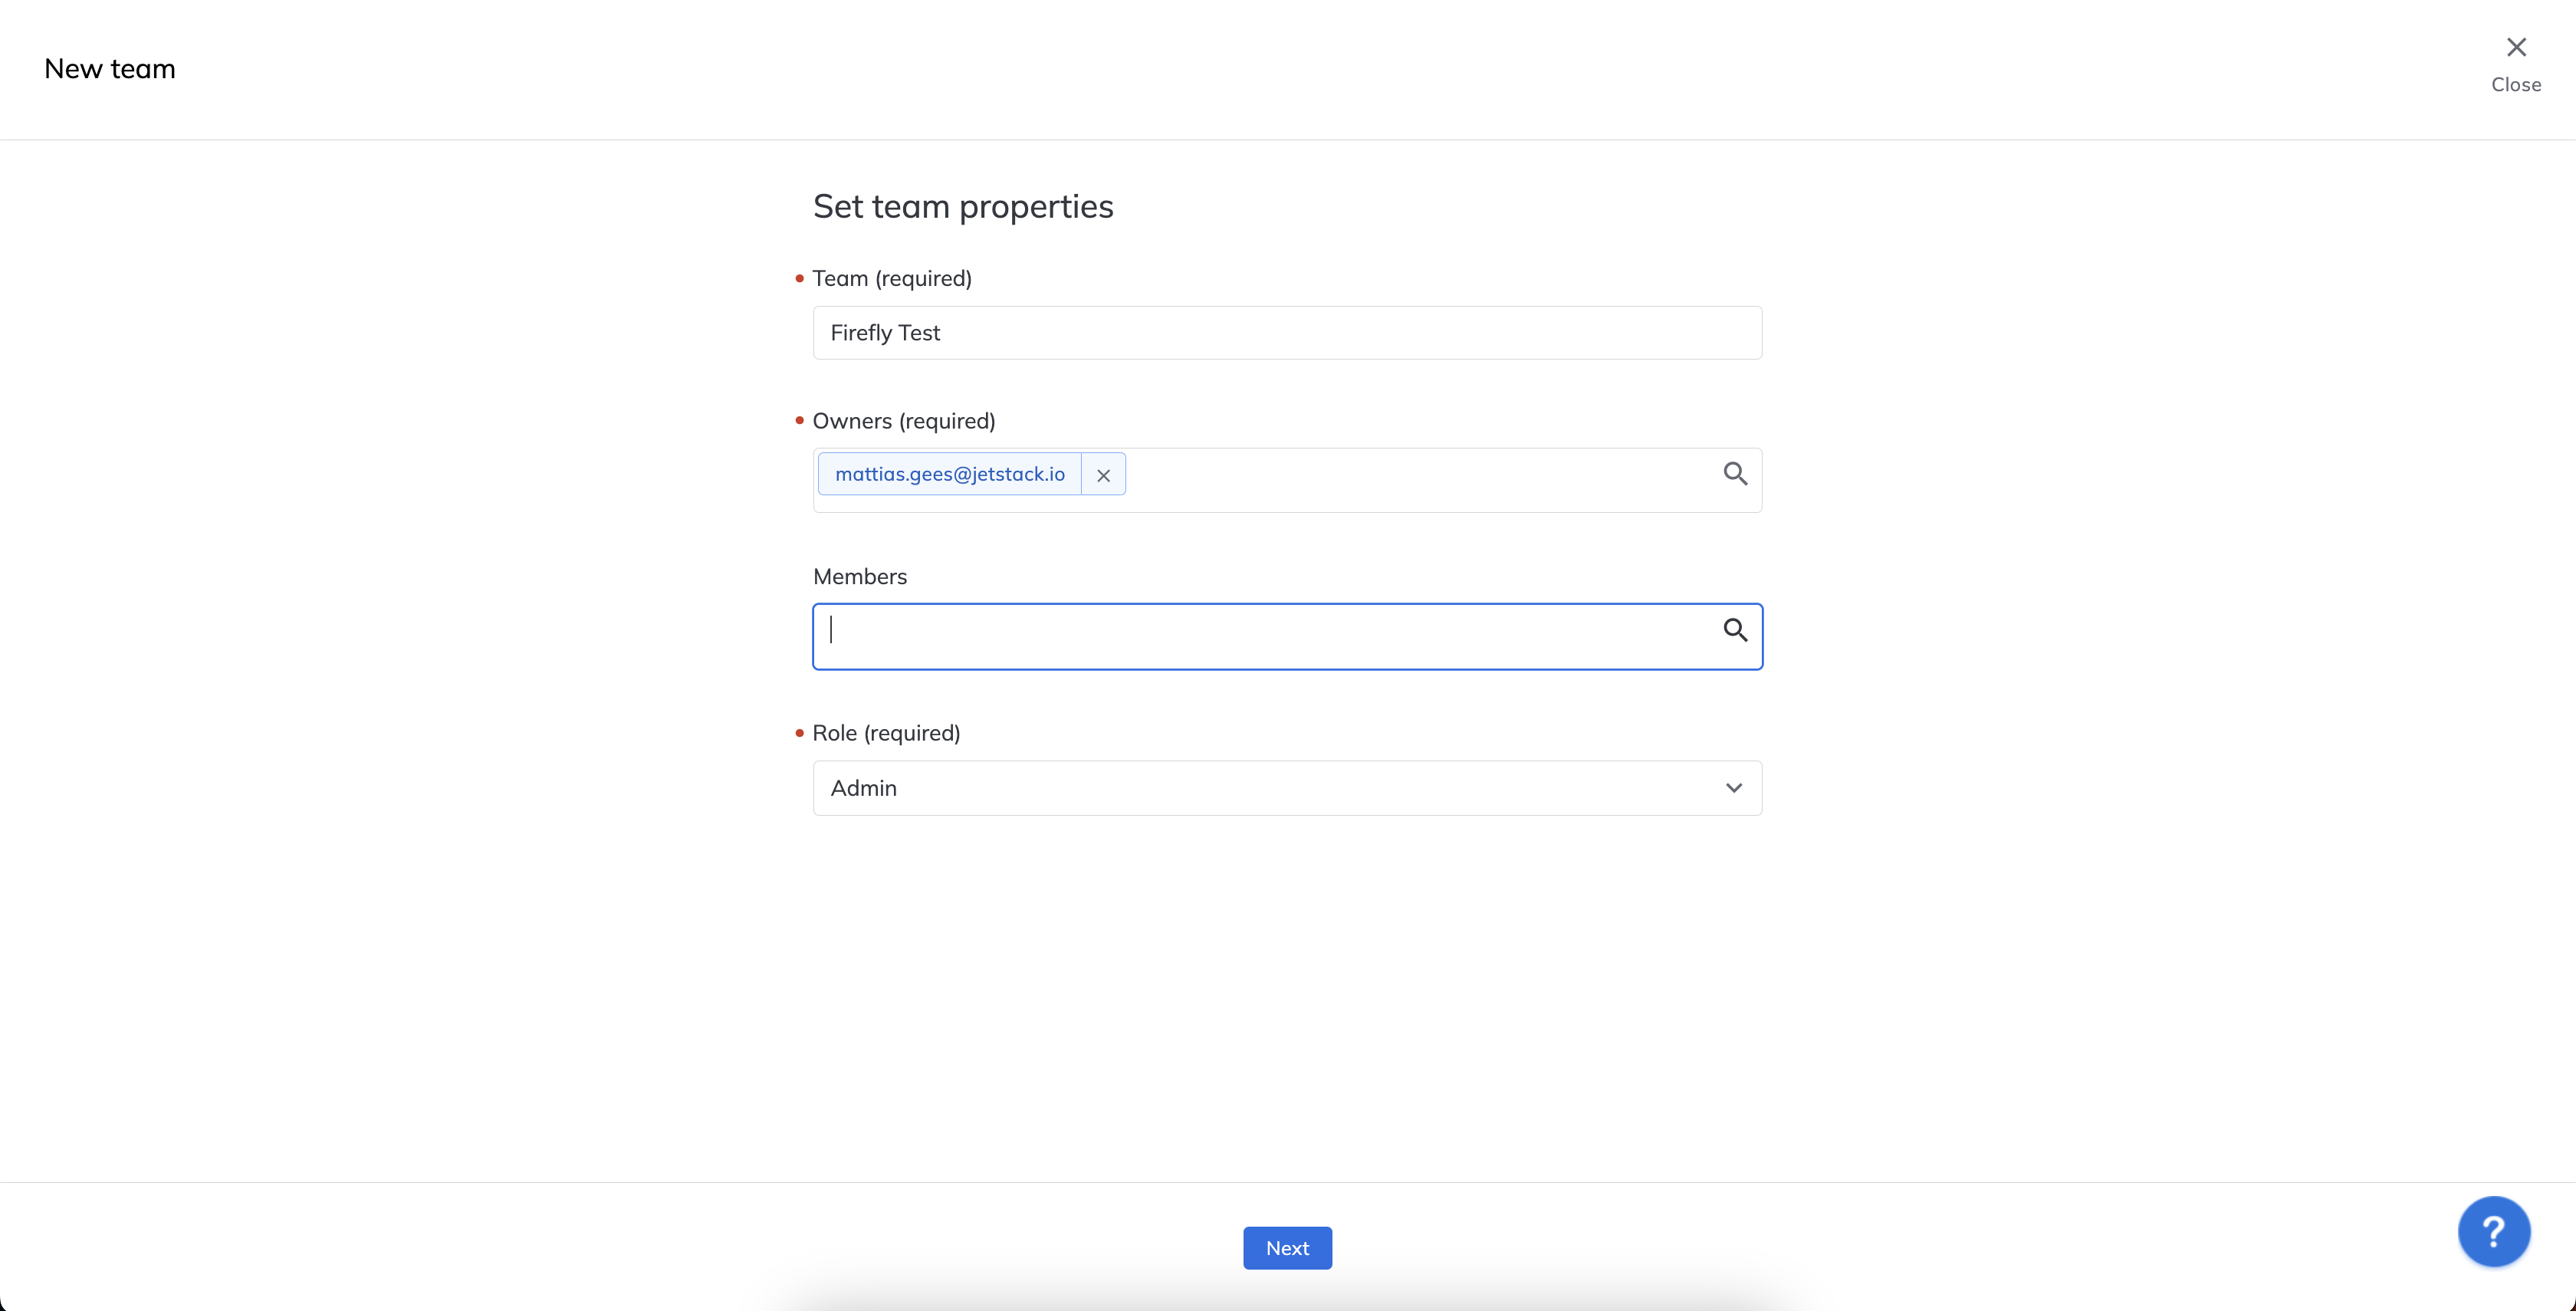 New team
Close
Set team properties
Team (required)
Firefly Test
Owners (required)
mattias.gees@jetstack.io
Members
Role (required)
Admin
Next
?